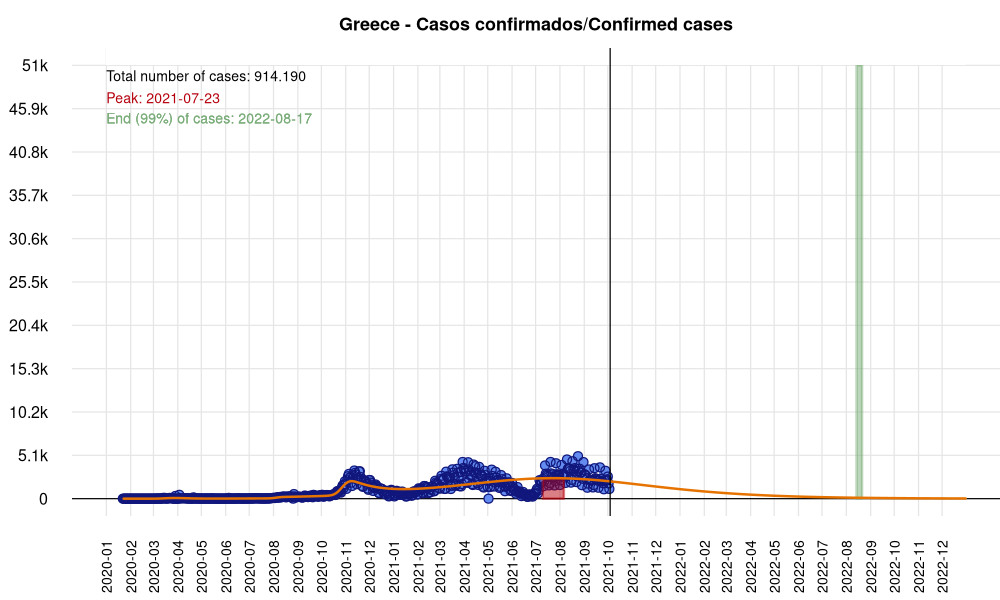 Greece - Casos confirmados/Confirmed cases
Total number of cases: 914.190
Peak: 2021-07-23
End (99%) of cases: 2022-08-17
51k
45.9k
40.8k
35.7k
30.6k
25.5k
20.4k
15.3k
10.2k
5.1k
0
2020-01
2020-02
2020-03
2020-04
2020-05
2020-06
2020-07
2020-08
2020-09
2020-10
2020-11
2020-12
2021-01
2021-02
2021-03
2021-04
2021-05
2021-06
2021-07
2021-08
2021-09
2021-10
2021-11
2021-12
2022-01
2022-02
2022-03
2022-04
2022-05
2022-06
2022-07
2022-08
2022-09
2022-10
2022-11
2022-12